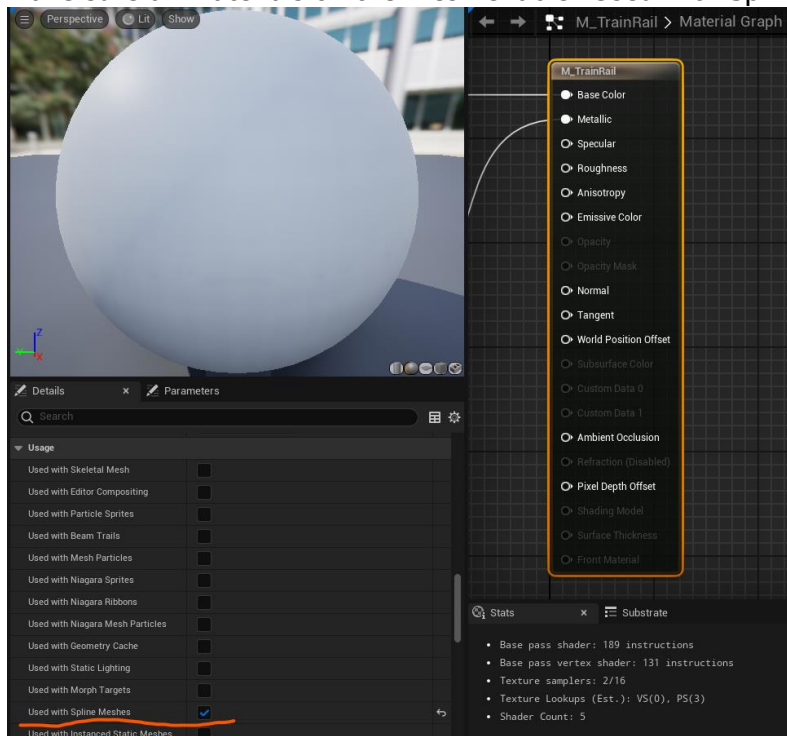 Perspective Lit Show
M_TrainRail > Material Graph
M_TrainRail
Base Color
Metallic
Specular
Roughness
Anisotropy
Emissive Color
Opacity
Opacity Mask
Normal
Tangent
World Position Offset
Subsurface Color
Custom Data 0
Custom Data 1
Ambient Occlusion
Refraction (Disabled)
Pixel Depth Offset
Shading Model
Surface Thickness
Front Material
Z
Y
X
Details × Parameters
Search
Usage
Used with Skeletal Mesh
Used with Editor Compositing
Used with Particle Sprites
Used with Beam Trails
Used with Mesh Particles
Used with Niagara Sprites
Used with Niagara Ribbons
Used with Niagara Mesh Particles
Used with Geometry Cache
Used with Static Lighting
Used with Morph Targets
Used with Spline Meshes
Used with Instanced Static Meshes
Stats × Substrate
• Base pass shader: 189 instructions
• Base pass vertex shader: 131 instructions
• Texture samplers: 2/16
• Texture Lookups (Est.): VS(0), PS(3)
• Shader Count: 5